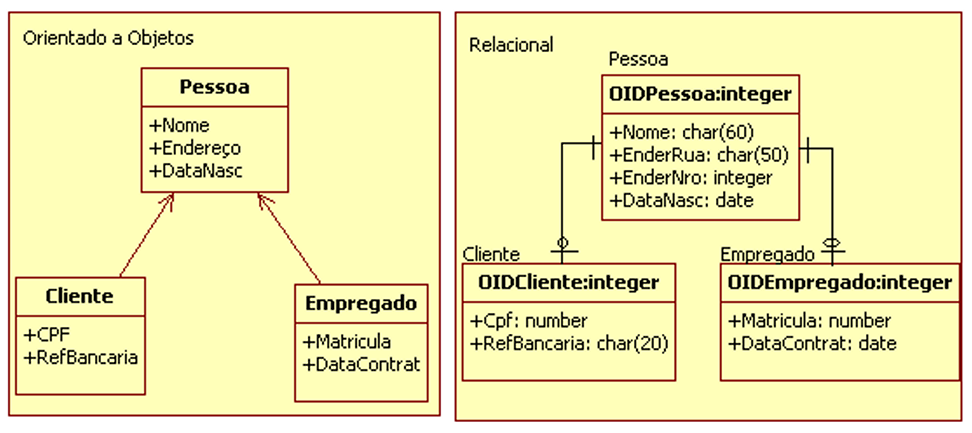 Orientado a Objetos
Pessoa
+Nome
+Endereço
+DataNasc
Cliente
+CPF
+RefBancaria
Empregado
+Matricula
+DataContrat
Relacional
Pessoa
OIDPessoa:integer
+Nome: char(60)
+EnderRua: char(50)
+EnderNro: integer
+DataNasc: date
Cliente
OIDCliente:integer
+Cpf: number
+RefBancaria: char(20)
Empregado
OIDEmpregado:integer
+Matricula: number
+DataContrat: date